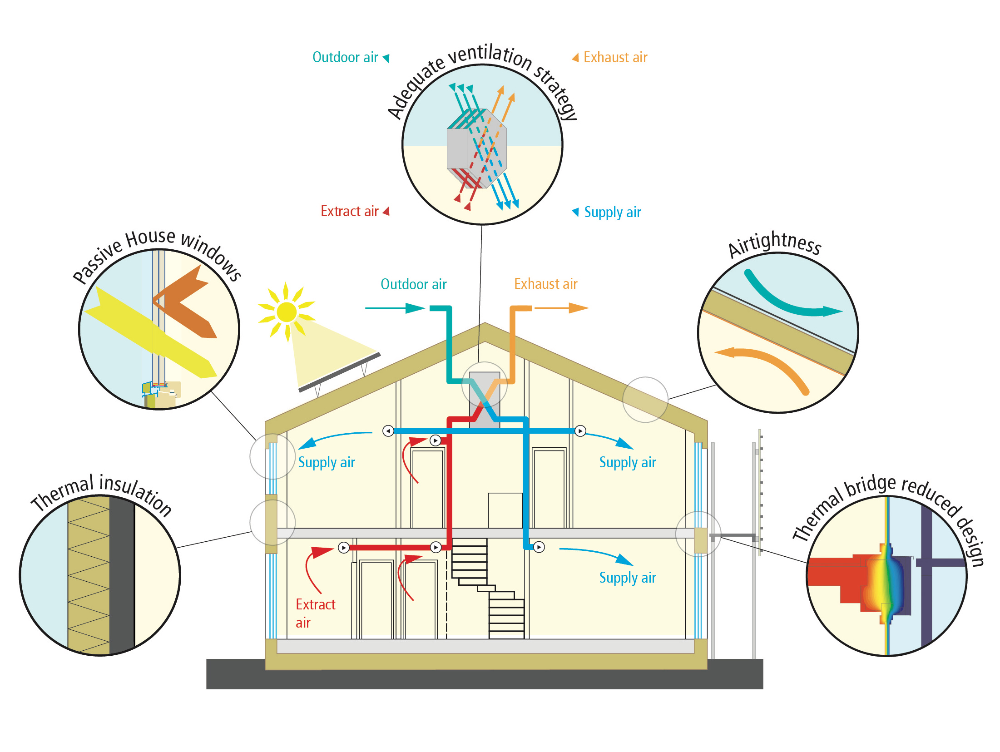 Outdoor air
Exhaust air
Adequate ventilation strategy
Extract air
Supply air
Passive House windows
Airtightness
Outdoor air
Exhaust air
Supply air
Supply air
Thermal insulation
Thermal bridge reduced design
Supply air
Extract
air